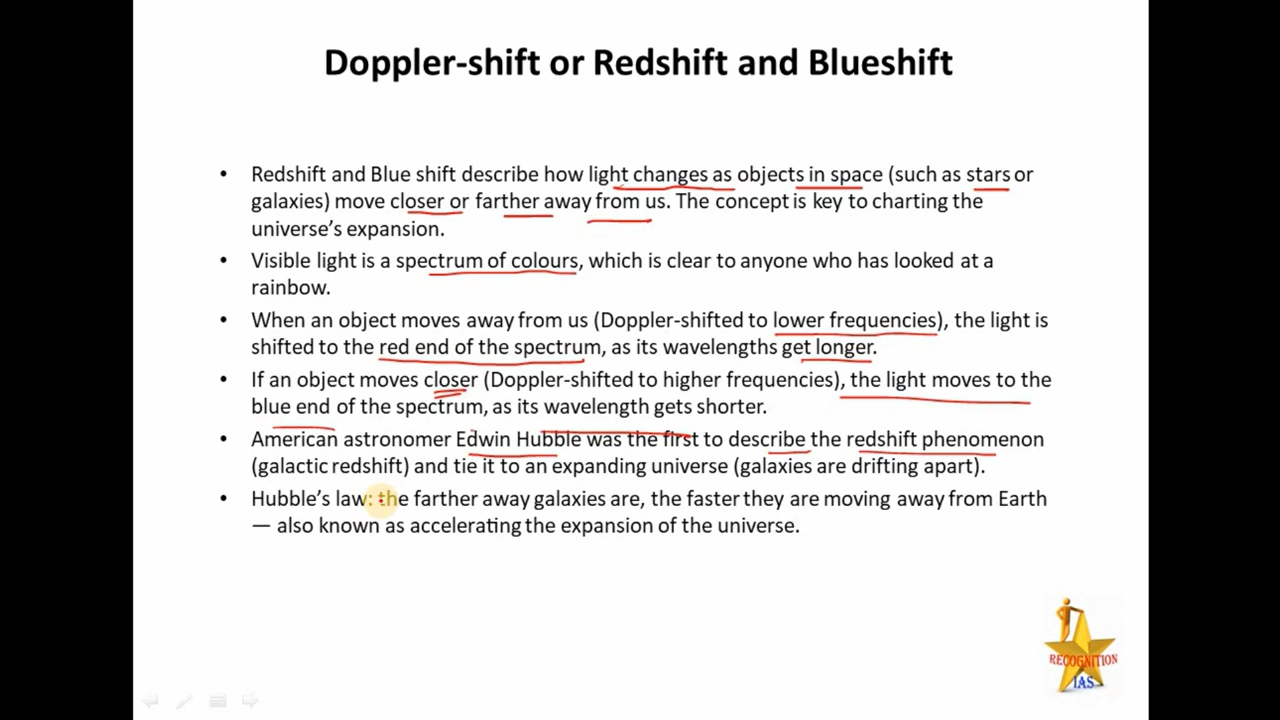 Doppler-shift or Redshift and Blueshift
• Redshift and Blue shift describe how light changes as objects in space (such as stars or
galaxies) move closer or farther away from us. The concept is key to charting the
universe’s expansion.
• Visible light is a spectrum of colours, which is clear to anyone who has looked at a
rainbow.
• When an object moves away from us (Doppler-shifted to lower frequencies), the light is
shifted to the red end of the spectrum, as its wavelengths get longer.
• If an object moves closer (Doppler-shifted to higher frequencies), the light moves to the
blue end of the spectrum, as its wavelength gets shorter.
• American astronomer Edwin Hubble was the first to describe the redshift phenomenon
(galactic redshift) and tie it to an expanding universe (galaxies are drifting apart).
• Hubble’s law: the farther away galaxies are, the faster they are moving away from Earth
— also known as accelerating the expansion of the universe.
RECOGNITION
IAS